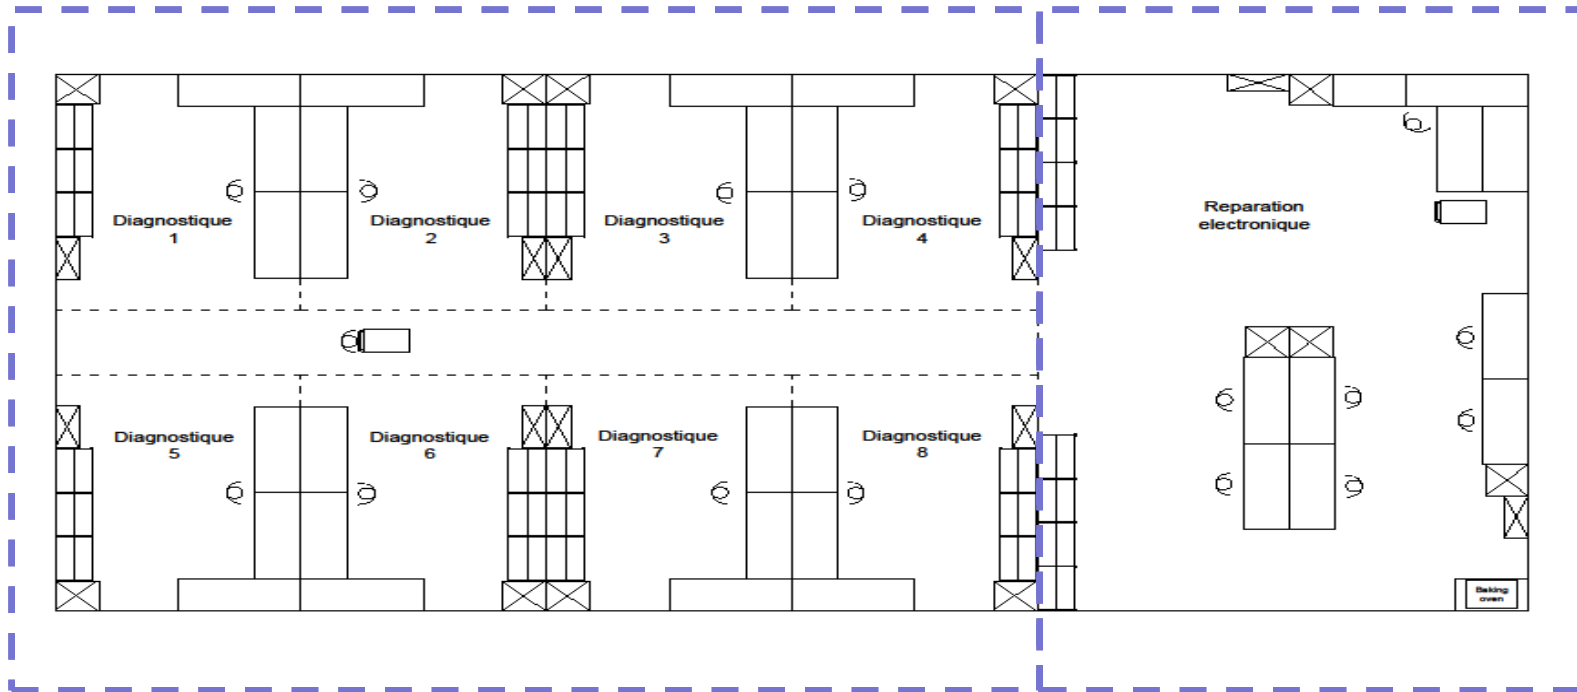 Diagnostique
1
Diagnostique
2
Diagnostique
3
Diagnostique
4
Reparation
electronique
Diagnostique
5
Diagnostique
6
Diagnostique
7
Diagnostique
8
Baking
oven